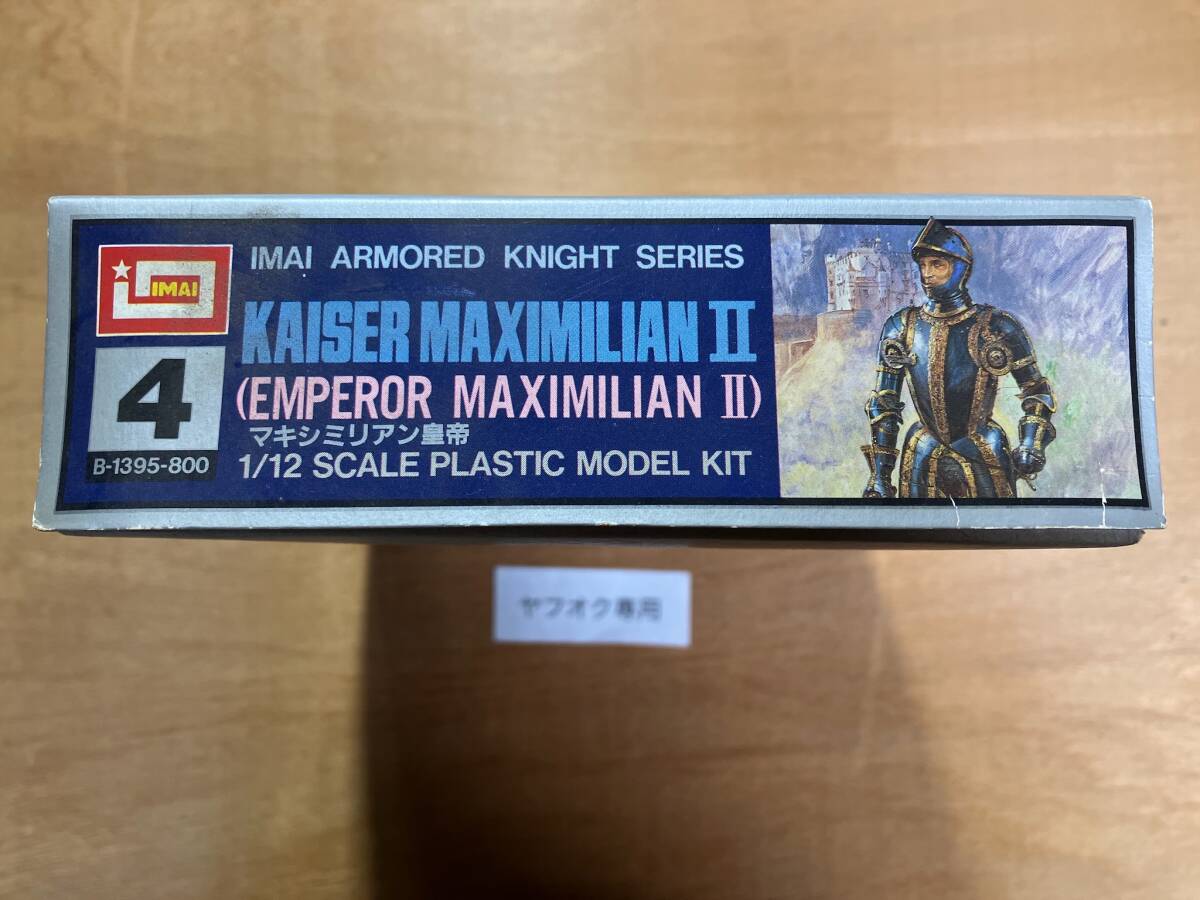 IMAI
IMAI ARMORED KNIGHT SERIES
KAISER MAXIMILIAN II
(EMPEROR MAXIMILIAN II)
マキシミリアン皇帝
1/12 SCALE PLASTIC MODEL KIT
4
B-1395-800
ヤフオク専用